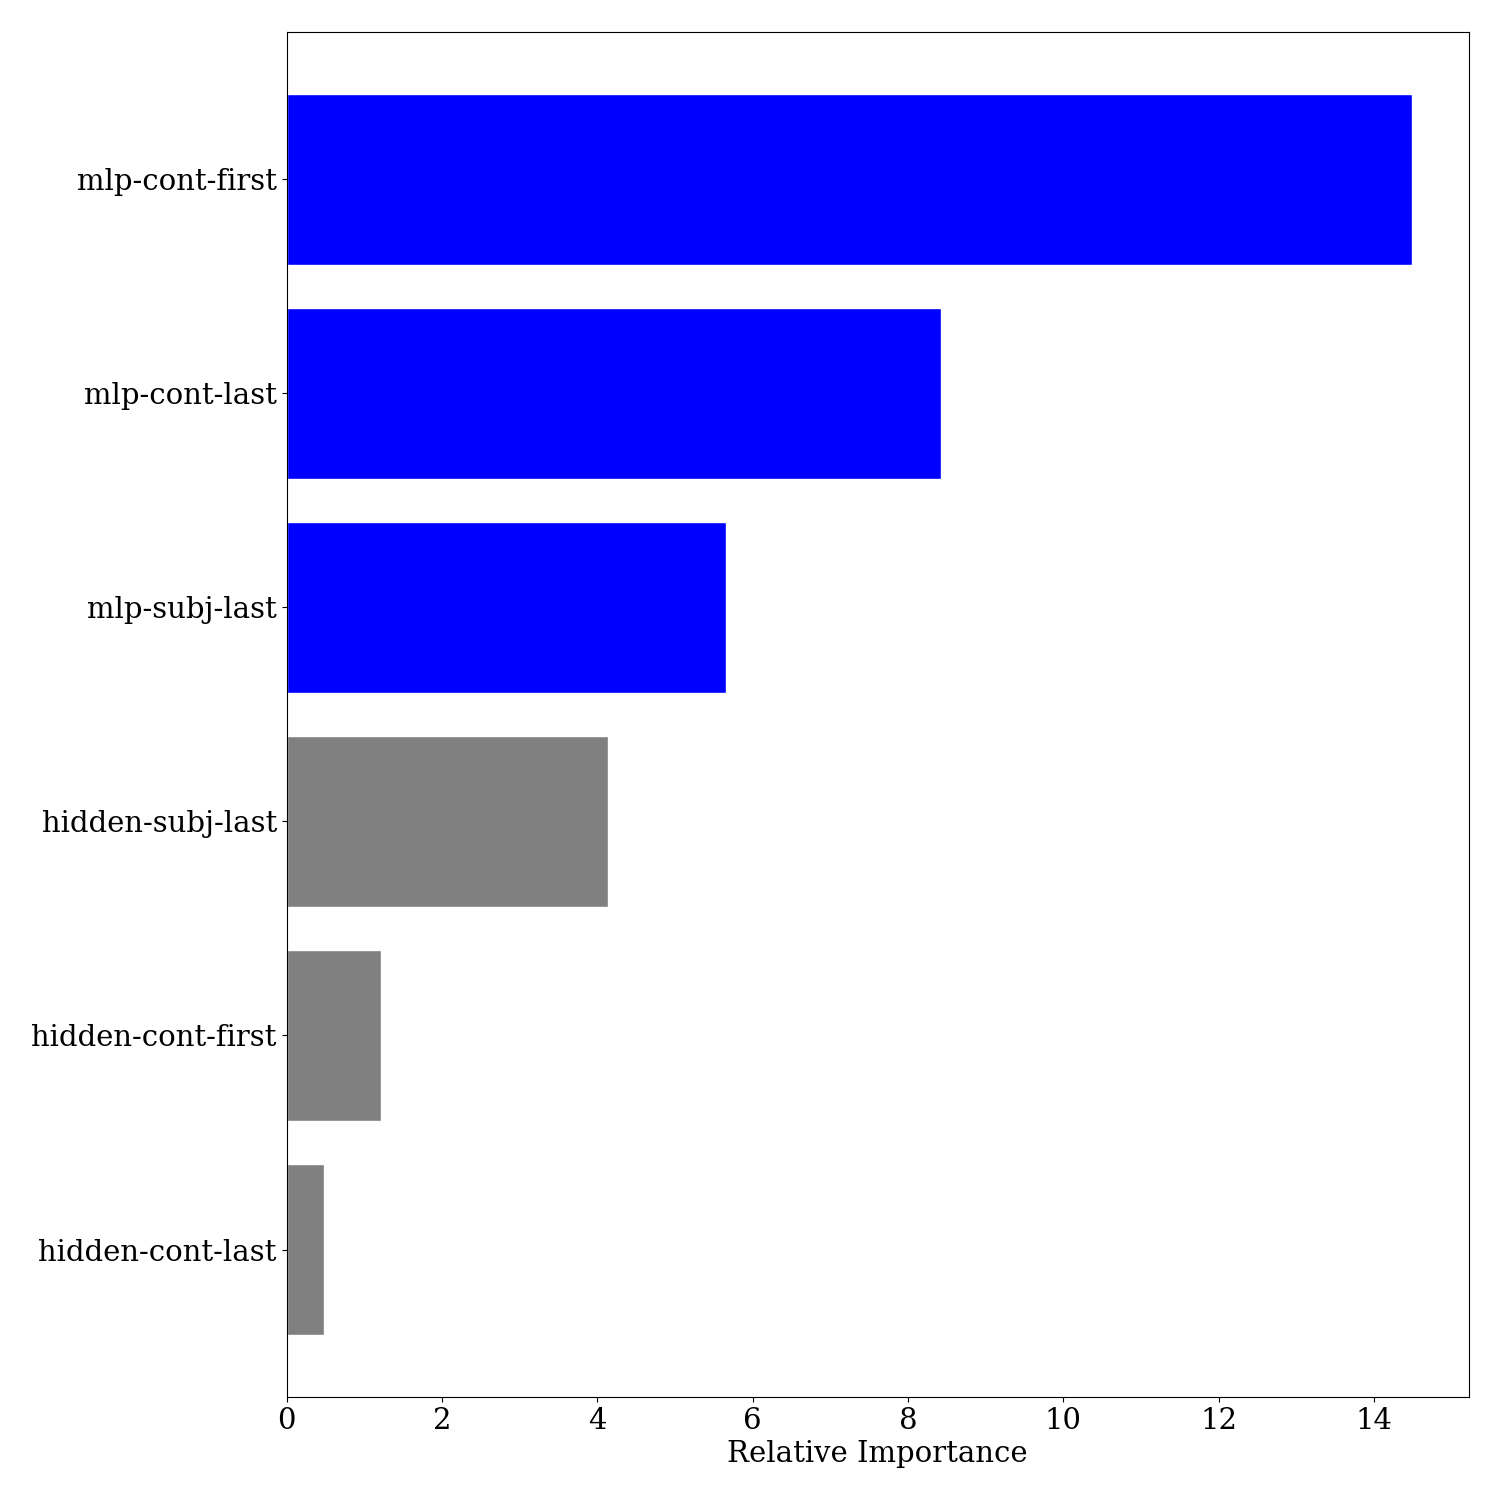 mlp-cont-first
mlp-cont-last
mlp-subj-last
hidden-subj-last
hidden-cont-first
hidden-cont-last
0 2 4 6 8 10 12 14
Relative Importance